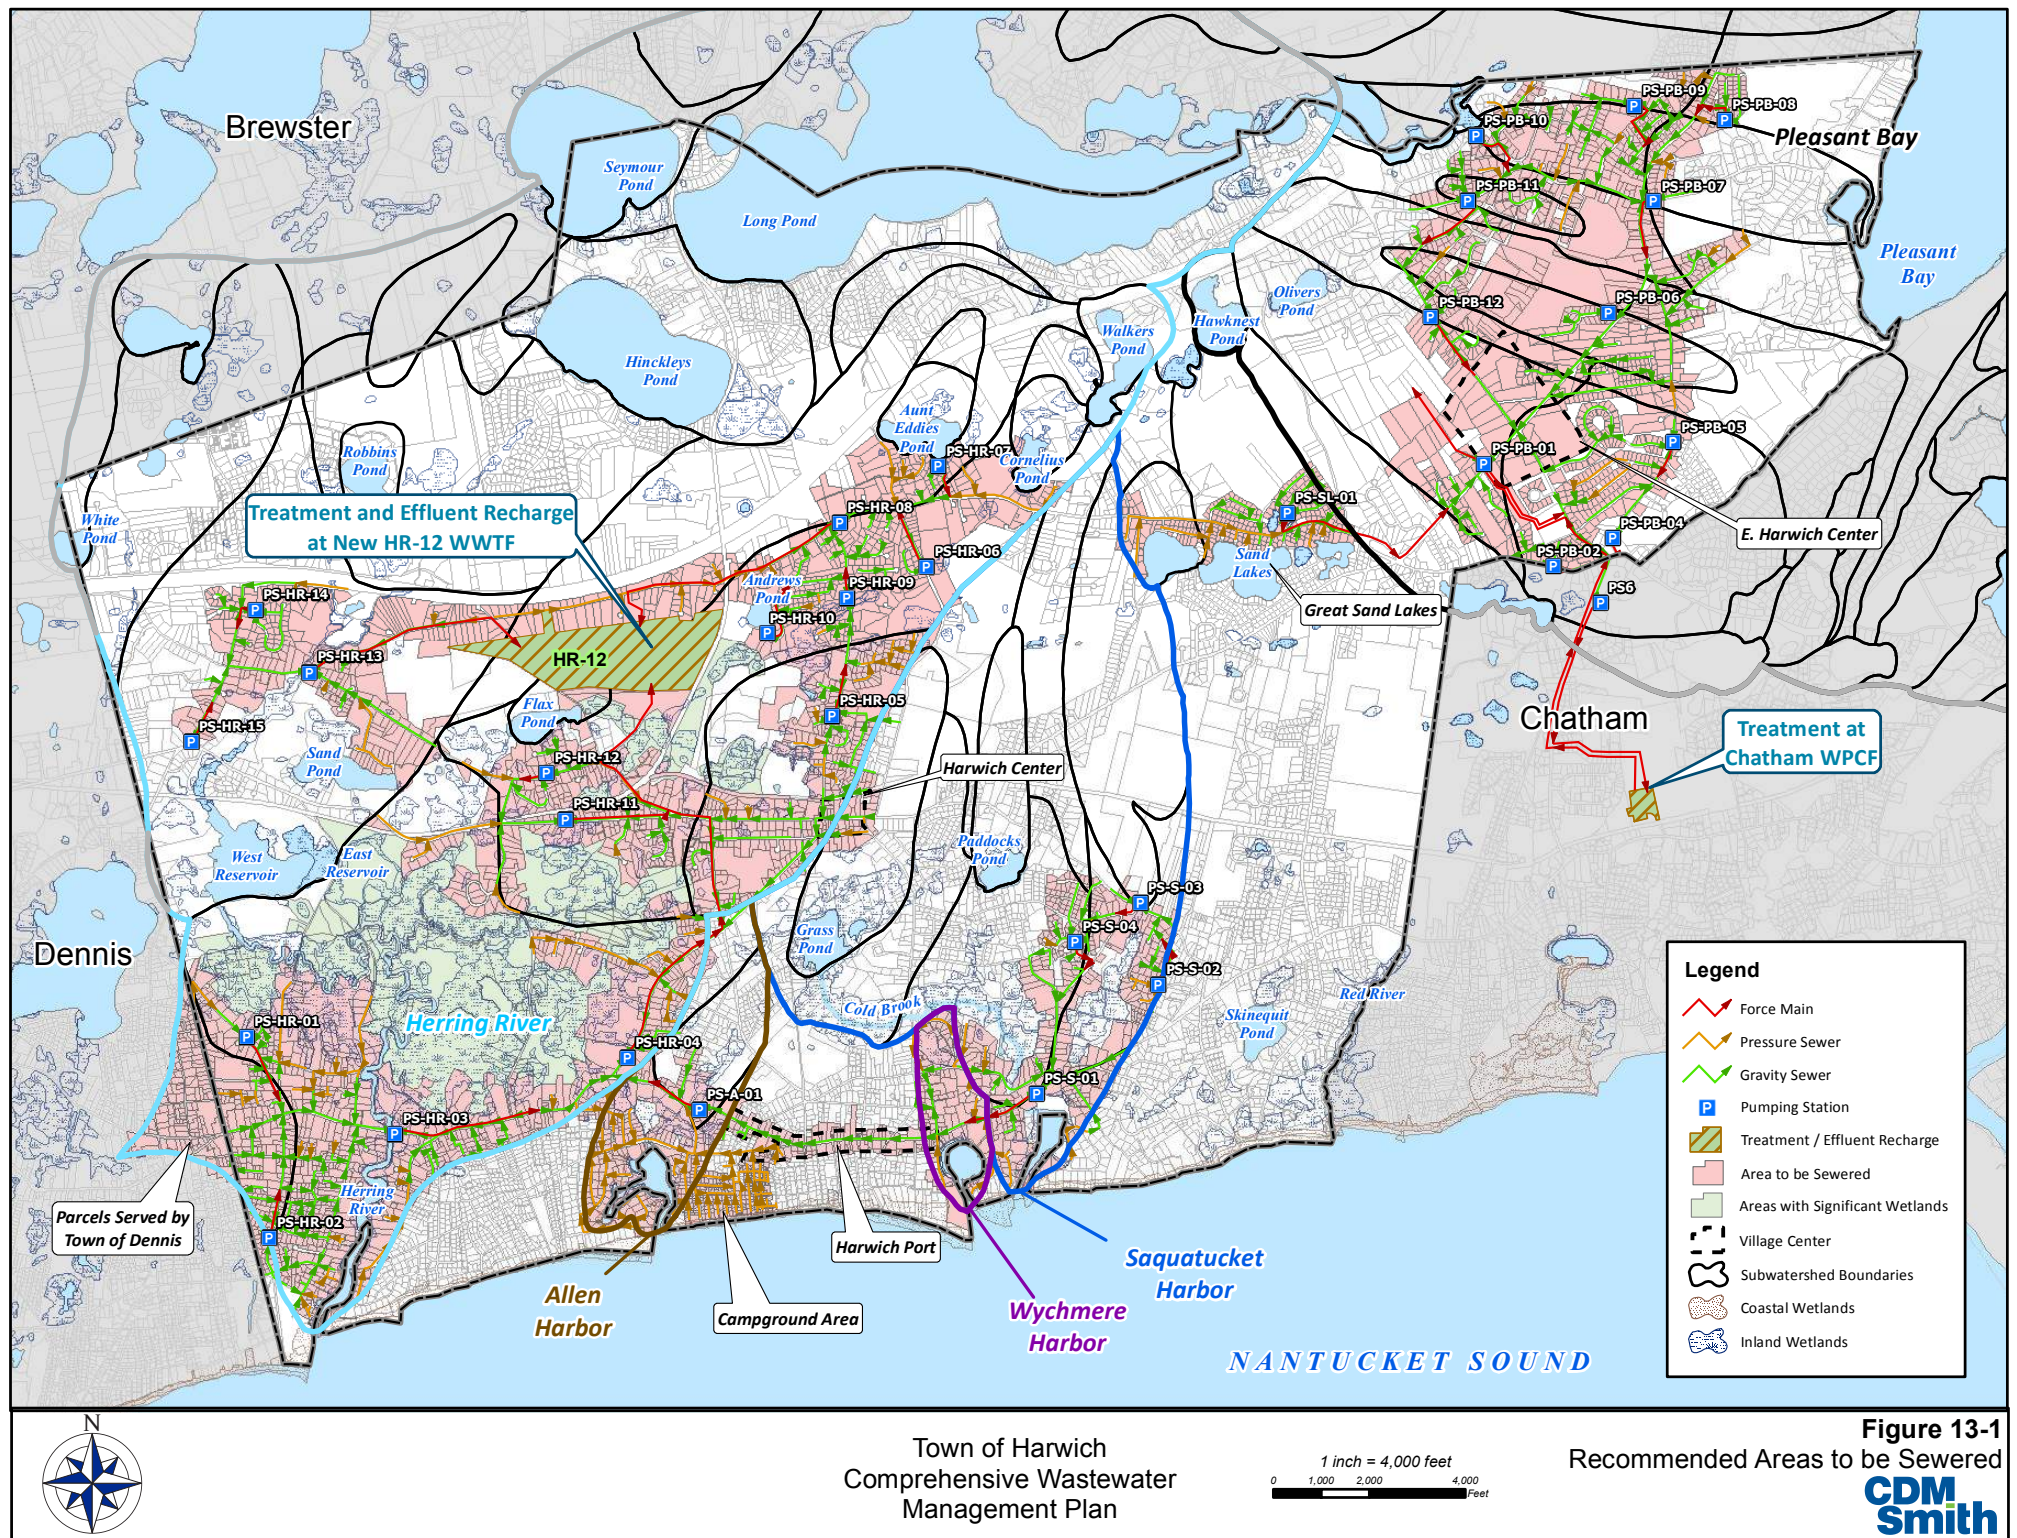 Brewster
Seymour
Pond
Long Pond
PS-PB-09
PS-PB-08
PS-PB-10
Pleasant Bay
PS-PB-11
PS-PB-07
Pleasant
Bay
Olivers
Pond
Hawknest
Pond
Walkers
Pond
PS-PB-12
PS-PB-06
Hinckleys
Pond
Aunt
Eddies
Pond
PS-HR-07
Cornelius
Pond
Robbins
Pond
PS-PB-05
PS-PB-01
White
Pond
Treatment and Effluent Recharge
at New HR-12 WWTF
PS-HR-08
PS-SL-01
PS-PB-04
E. Harwich Center
PS-PB-02
PS-HR-06
Sand
Lakes
Andrews
Pond
PS-HR-09
PS6
Great Sand Lakes
PS-HR-14
PS-HR-10
PS-HR-13
HR-12
Flax
Pond
PS-HR-05
Chatham
PS-HR-15
Treatment at
Chatham WPCF
Sand
Pond
PS-HR-12
Harwich Center
PS-HR-11
West
Reservoir
East
Reservoir
Paddocks
Pond
PS-S-03
Grass
Pond
PS-S-04
Dennis
PS-S-02
Cold Brook
Red River
Skinequit
Pond
PS-HR-01
Herring River
PS-HR-04
PS-S-01
PS-A-01
PS-HR-03
Herring
River
Parcels Served by
Town of Dennis
PS-HR-02
Harwich Port
Allen
Harbor
Campground Area
Saquatucket
Harbor
Wychmere
Harbor
NANTUCKET SOUND
Legend
Force Main
Pressure Sewer
Gravity Sewer
P Pumping Station
Treatment / Effluent Recharge
Area to be Sewered
Areas with Significant Wetlands
Village Center
Subwatershed Boundaries
Coastal Wetlands
Inland Wetlands
N
Town of Harwich
Comprehensive Wastewater
Management Plan
1 inch = 4,000 feet
0 1,000 2,000 4,000
Feet
Figure 13-1
Recommended Areas to be Sewered
CDM
Smith